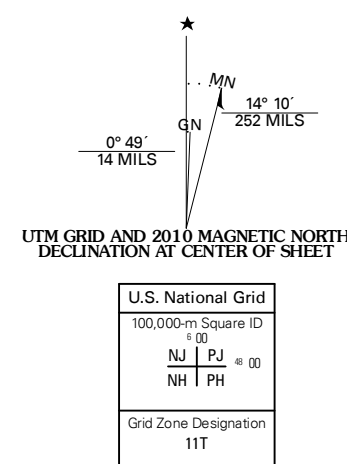 ★
MN
GN
14° 10´
252 MILS
0° 49´
14 MILS
UTM GRID AND 2010 MAGNETIC NORTH
DECLINATION AT CENTER OF SHEET
U.S. National Grid
100,000-m Square ID
6 00
NJ PJ 48 00
NH PH
Grid Zone Designation
11T